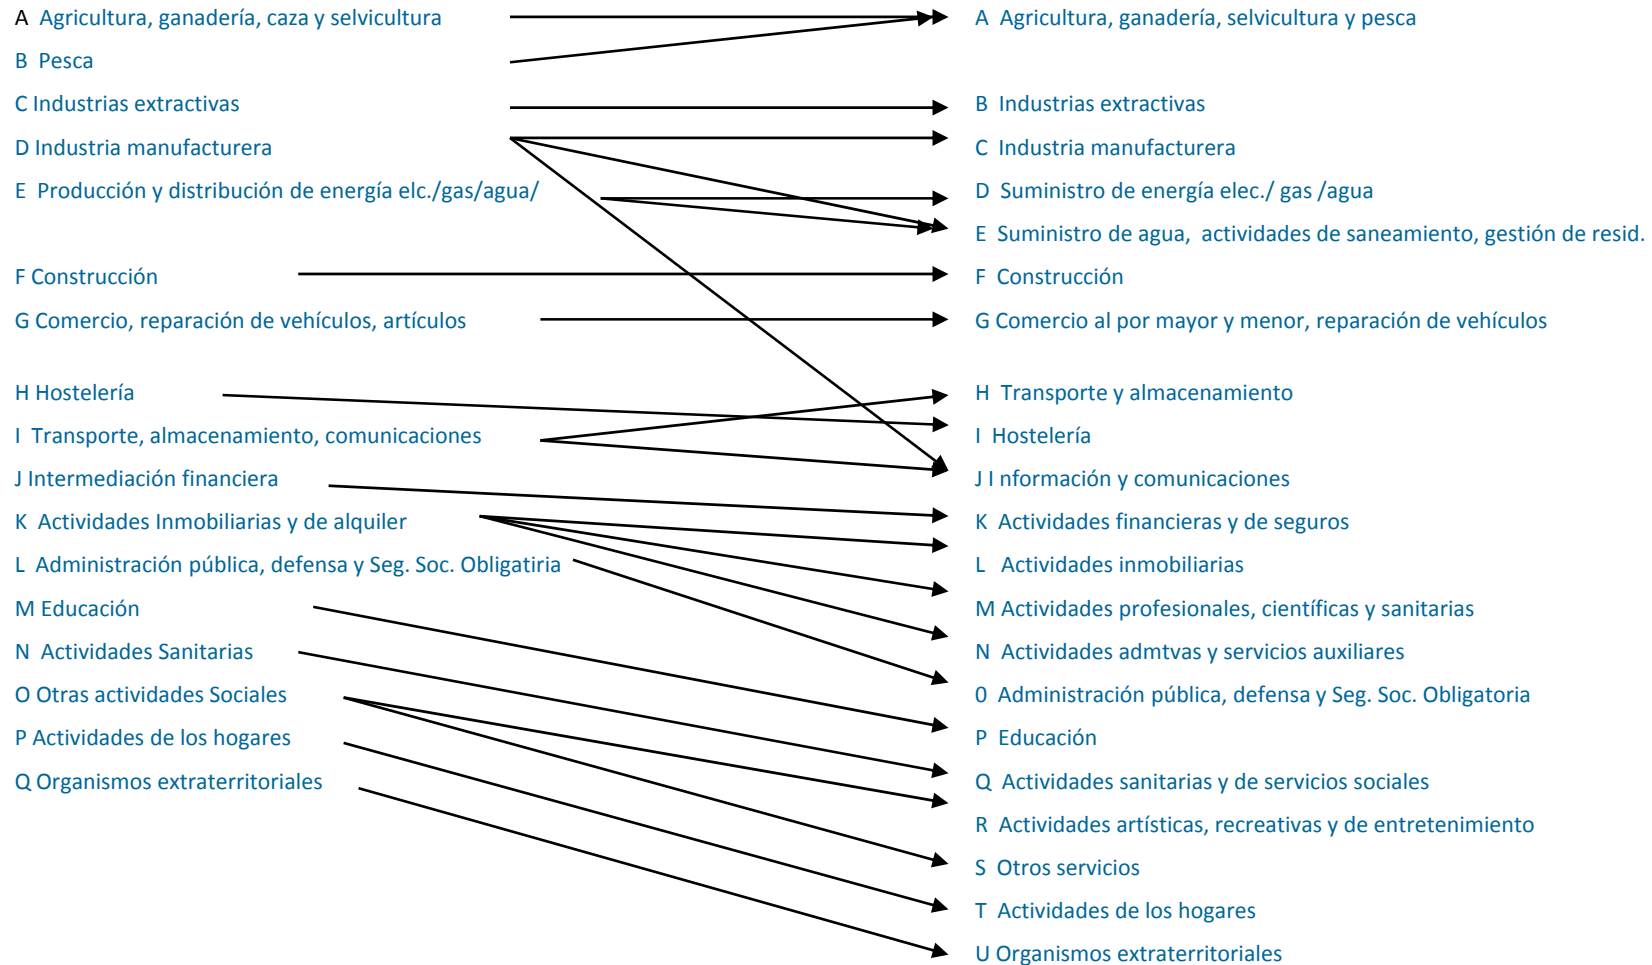 A Agricultura, ganadería, caza y selvicultura
B Pesca
C Industrias extractivas
D Industria manufacturera
E Producción y distribución de energía elc./gas/agua/
F Construcción
G Comercio, reparación de vehículos, artículos
H Hostelería
I Transporte, almacenamiento, comunicaciones
J Intermediación financiera
K Actividades Inmobiliarias y de alquiler
L Administración pública, defensa y Seg. Soc. Obligatiria
M Educación
N Actividades Sanitarias
O Otras actividades Sociales
P Actividades de los hogares
Q Organismos extraterritoriales
A Agricultura, ganadería, selvicultura y pesca
B Industrias extractivas
C Industria manufacturera
D Suministro de energía elec./ gas /agua
E Suministro de agua, actividades de saneamiento, gestión de resid.
F Construcción
G Comercio al por mayor y menor, reparación de vehículos
H Transporte y almacenamiento
I Hostelería
J I nformación y comunicaciones
K Actividades financieras y de seguros
L Actividades inmobiliarias
M Actividades profesionales, científicas y sanitarias
N Actividades admtvas y servicios auxiliares
0 Administración pública, defensa y Seg. Soc. Obligatoria
P Educación
Q Actividades sanitarias y de servicios sociales
R Actividades artísticas, recreativas y de entretenimiento
S Otros servicios
T Actividades de los hogares
U Organismos extraterritoriales